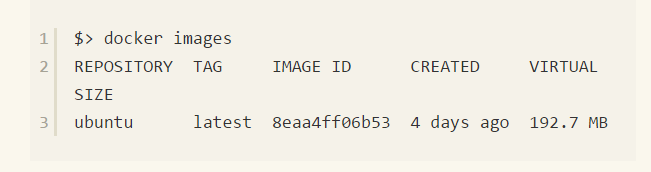 1 $> docker images
2 REPOSITORY TAG IMAGE ID CREATED VIRTUAL
SIZE
3 ubuntu latest 8eaa4ff06b53 4 days ago 192.7 MB